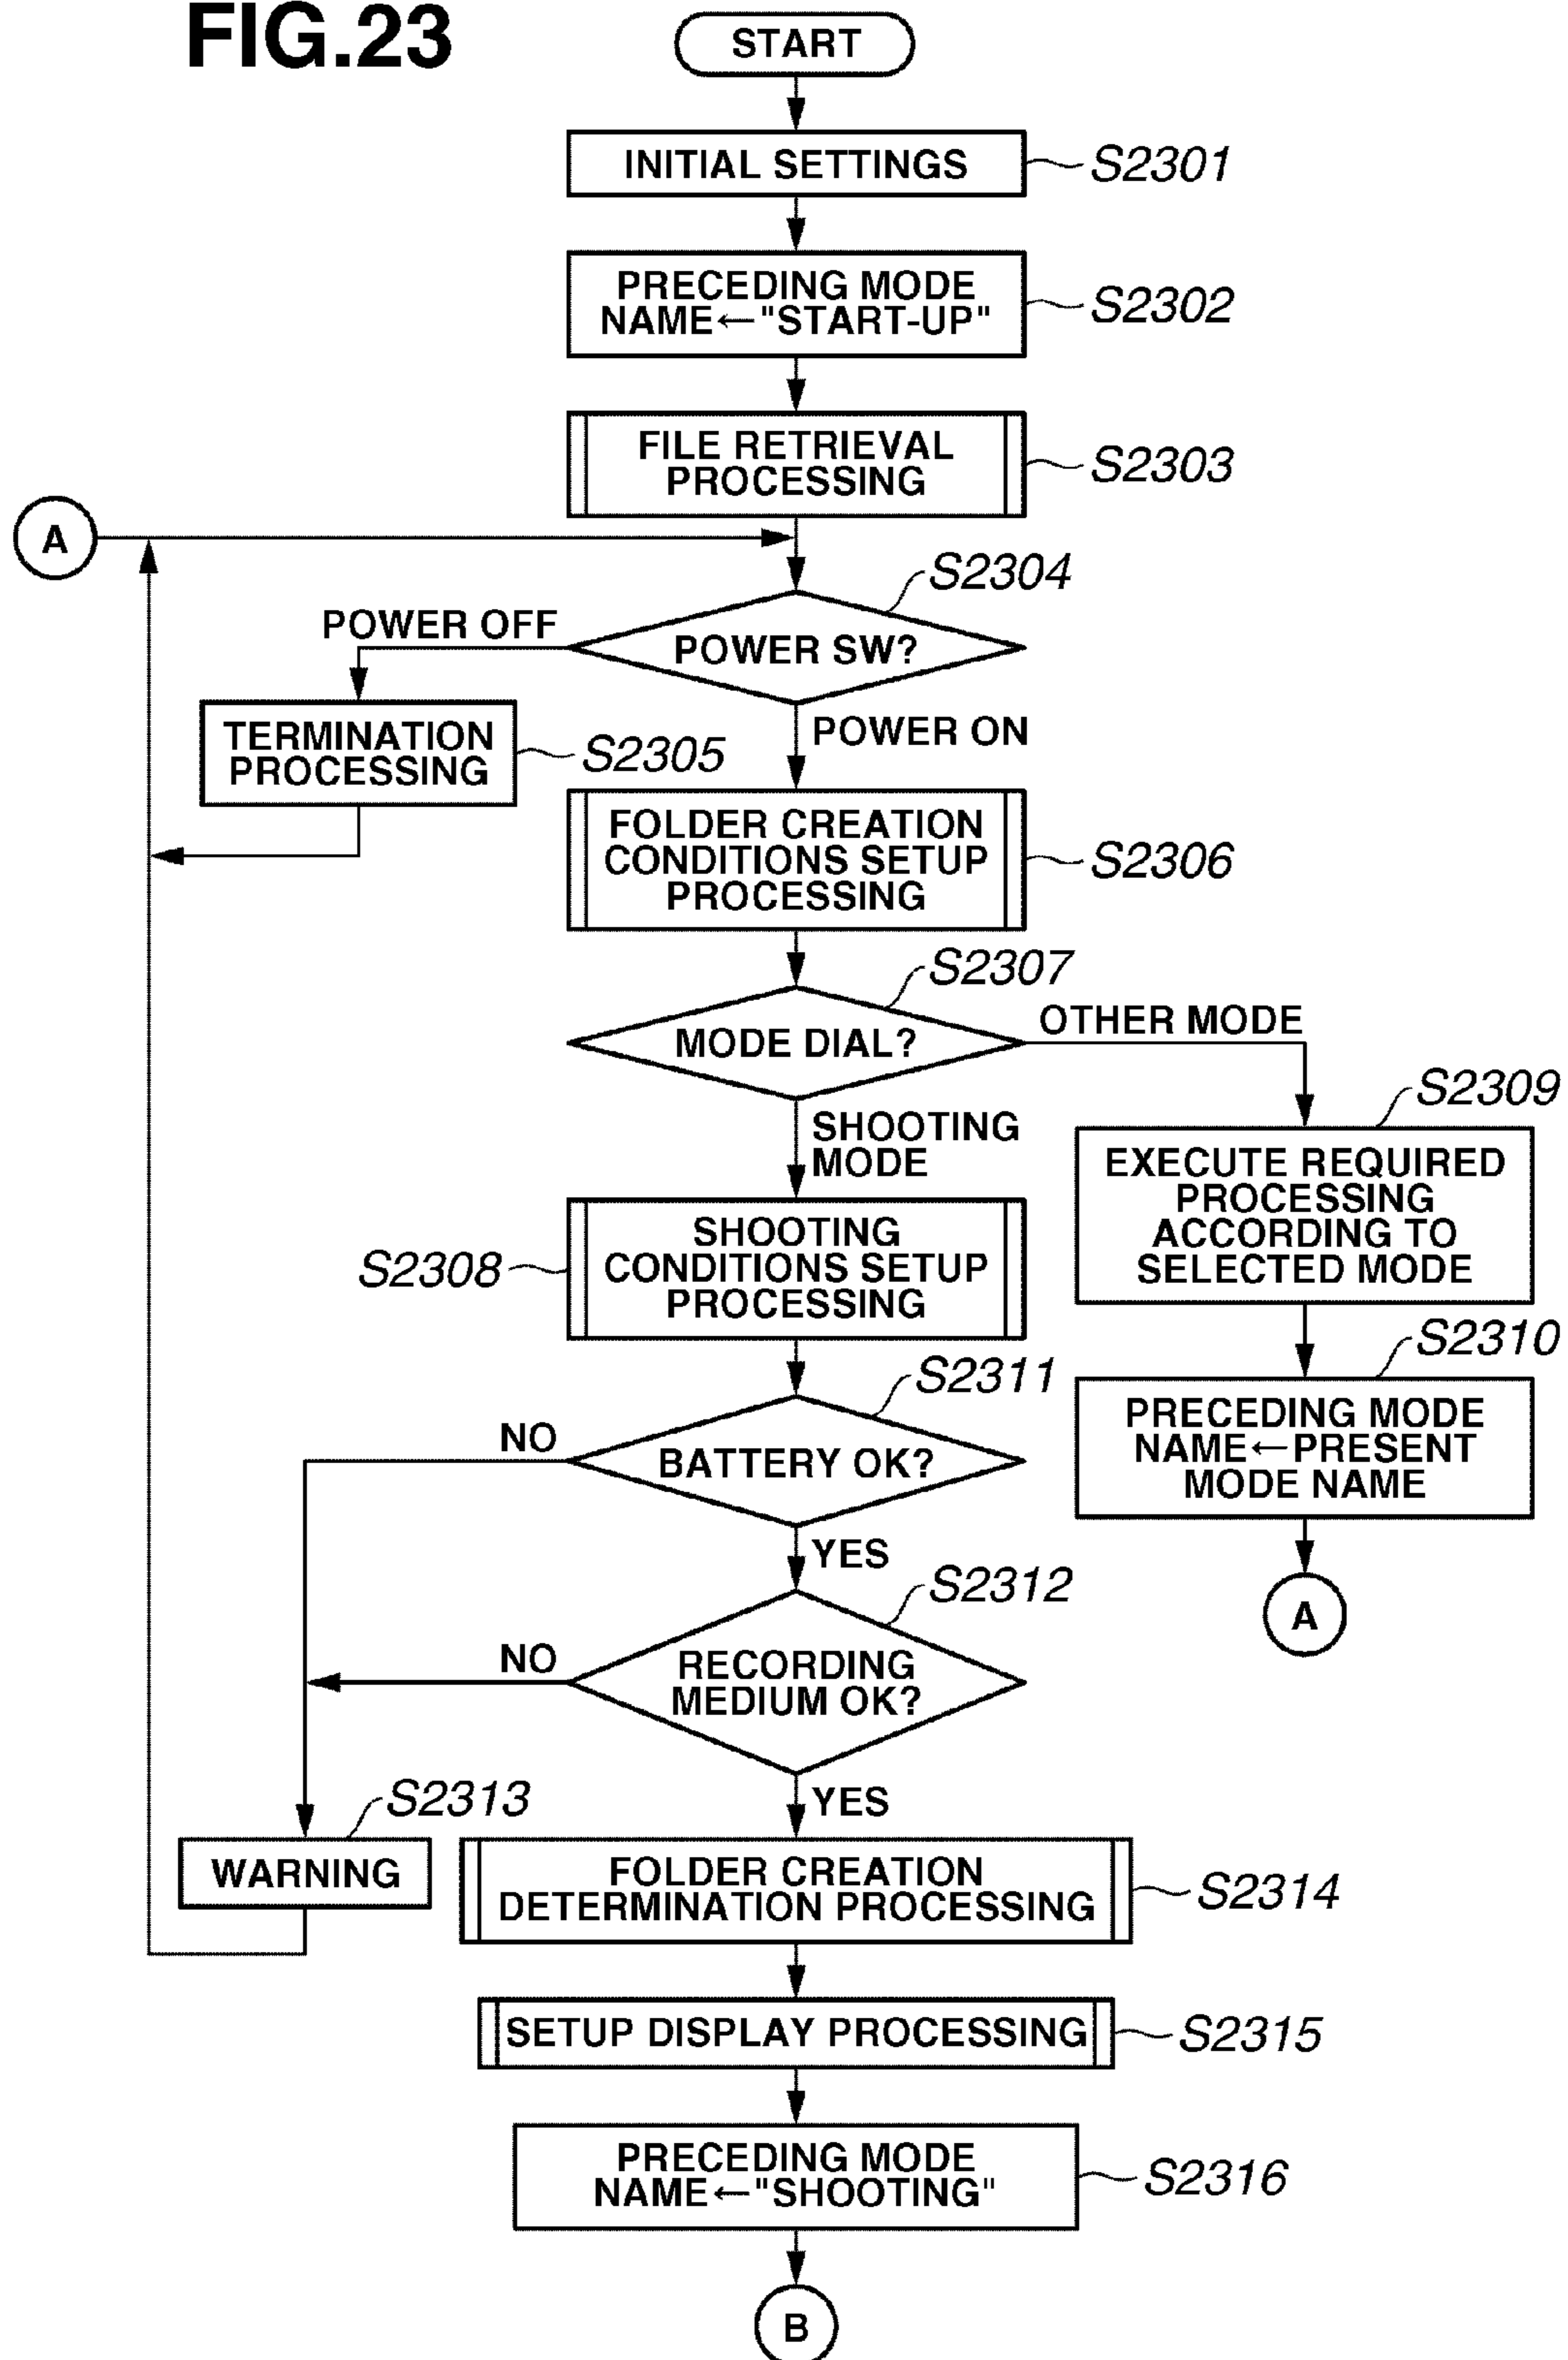 FIG.23
START
INITIAL SETTINGS
S2301
PRECEDING MODE
NAME←"START-UP"
S2302
FILE RETRIEVAL
PROCESSING
S2303
A
S2304
POWER OFF
POWER SW?
POWER ON
TERMINATION
PROCESSING
S2305
FOLDER CREATION
CONDITIONS SETUP
PROCESSING
S2306
S2307
MODE DIAL?
OTHER MODE
SHOOTING
MODE
S2309
EXECUTE REQUIRED
PROCESSING
ACCORDING TO
SELECTED MODE
S2308
SHOOTING
CONDITIONS SETUP
PROCESSING
S2310
PRECEDING MODE
NAME←PRESENT
MODE NAME
A
S2311
NO
BATTERY OK?
YES
S2312
NO
RECORDING
MEDIUM OK?
YES
S2313
WARNING
FOLDER CREATION
DETERMINATION PROCESSING
S2314
SETUP DISPLAY PROCESSING
S2315
PRECEDING MODE
NAME←"SHOOTING"
S2316
B